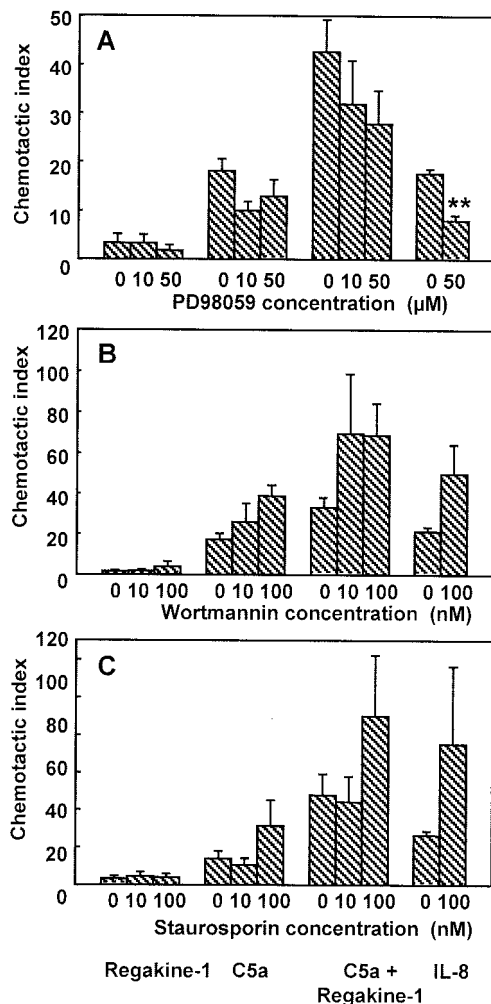 A
Chemotactic index
50
40
30
20
10
0
**
0 10 50 0 10 50 0 10 50 0 50
PD98059 concentration (µM)
B
Chemotactic index
120
100
80
60
40
20
0
0 10 100 0 10 100 0 10 100 0 100
Wortmannin concentration (nM)
C
Chemotactic index
120
100
80
60
40
20
0
0 10 100 0 10 100 0 10 100 0 100
Staurosporin concentration (nM)
Regakine-1 C5a C5a + Regakine-1 IL-8